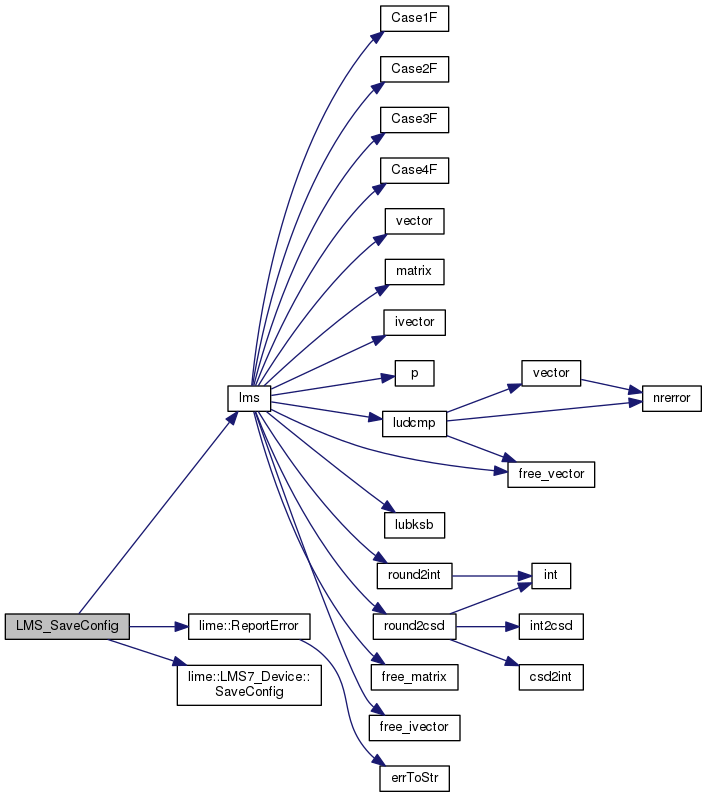 Case1F
Case2F
Case3F
Case4F
vector
matrix
ivector
p
vector
lms
nrerror
ludcmp
free_vector
lubksb
round2int
int
LMS_SaveConfig
lime::ReportError
round2csd
int2csd
lime::LMS7_Device::
SaveConfig
free_matrix
csd2int
free_ivector
errToStr